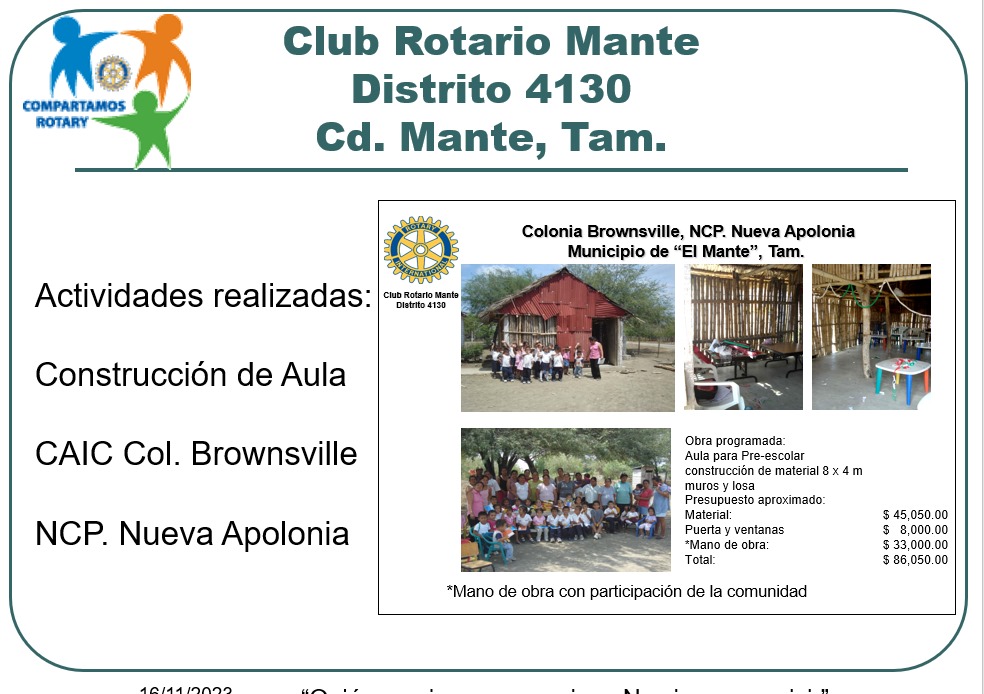 Club Rotario Mante
Distrito 4130
Cd. Mante, Tam.
COMPARTAMOS
ROTARY
Actividades realizadas:
Construcción de Aula
CAIC Col. Brownsville
NCP. Nueva Apolonia
ROTARY
INTERNATIONAL
Club Rotario Mante
Distrito 4130
Colonia Brownsville, NCP. Nueva Apolonia
Municipio de “El Mante”, Tam.
Obra programada:
Aula para Pre-escolar
construcción de material 8 x 4 m
muros y losa
Presupuesto aproximado:
Material: $ 45,050.00
Puerta y ventanas $ 8,000.00
*Mano de obra: $ 33,000.00
Total: $ 86,050.00
*Mano de obra con participación de la comunidad
16/11/2023